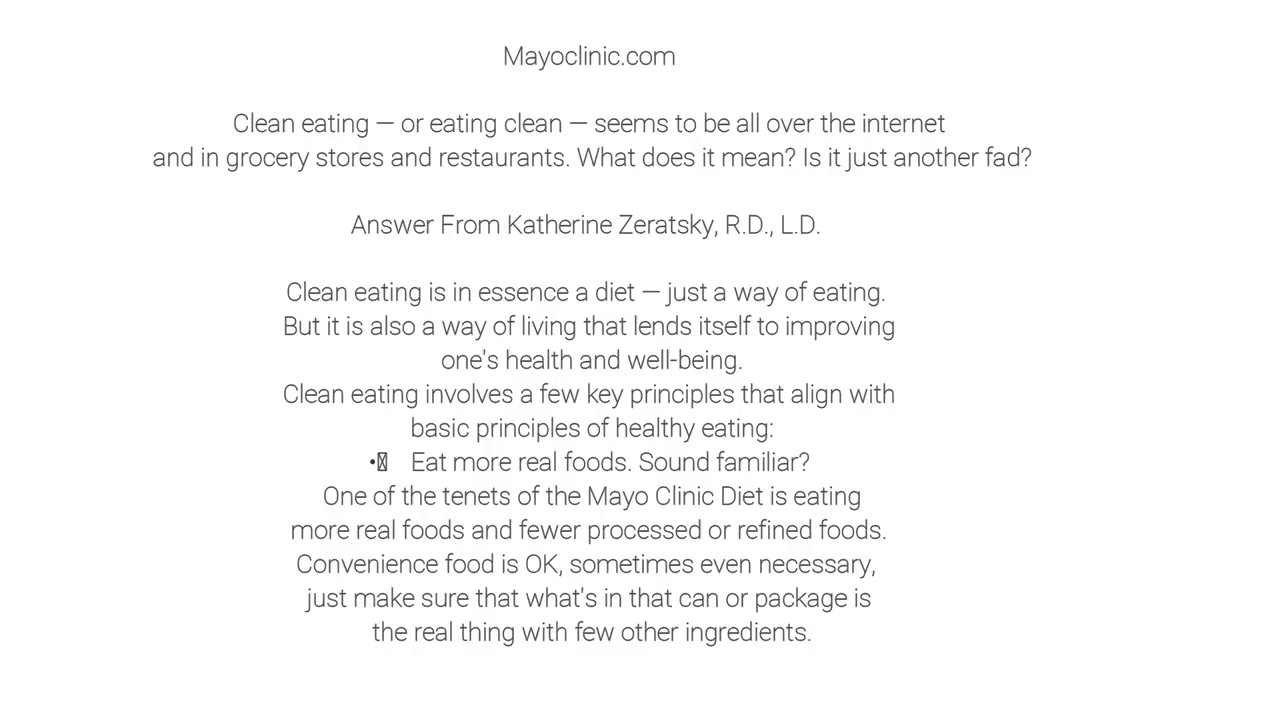 Mayoclinic.com
Clean eating — or eating clean — seems to be all over the internet
and in grocery stores and restaurants. What does it mean? Is it just another fad?
Answer From Katherine Zeratsky, R.D., L.D.
Clean eating is in essence a diet — just a way of eating.
But it is also a way of living that lends itself to improving
one's health and well-being.
Clean eating involves a few key principles that align with
basic principles of healthy eating:
• Eat more real foods. Sound familiar?
One of the tenets of the Mayo Clinic Diet is eating
more real foods and fewer processed or refined foods.
Convenience food is OK, sometimes even necessary,
just make sure that what's in that can or package is
the real thing with few other ingredients.